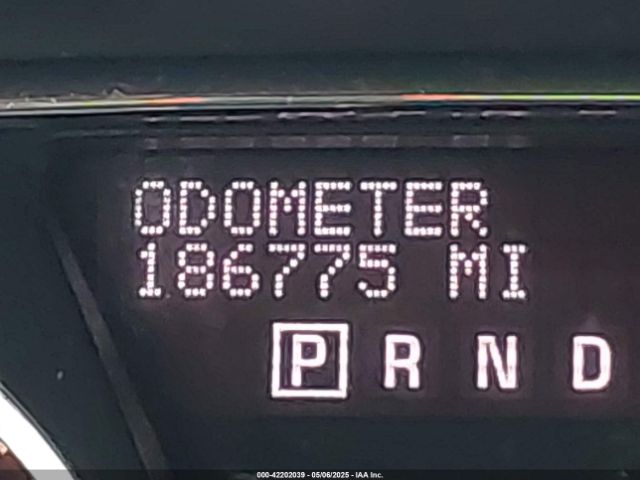 ODOMETER
186775 MI
P R N D
000-42202039 - 05/06/2025 - IAA Inc.